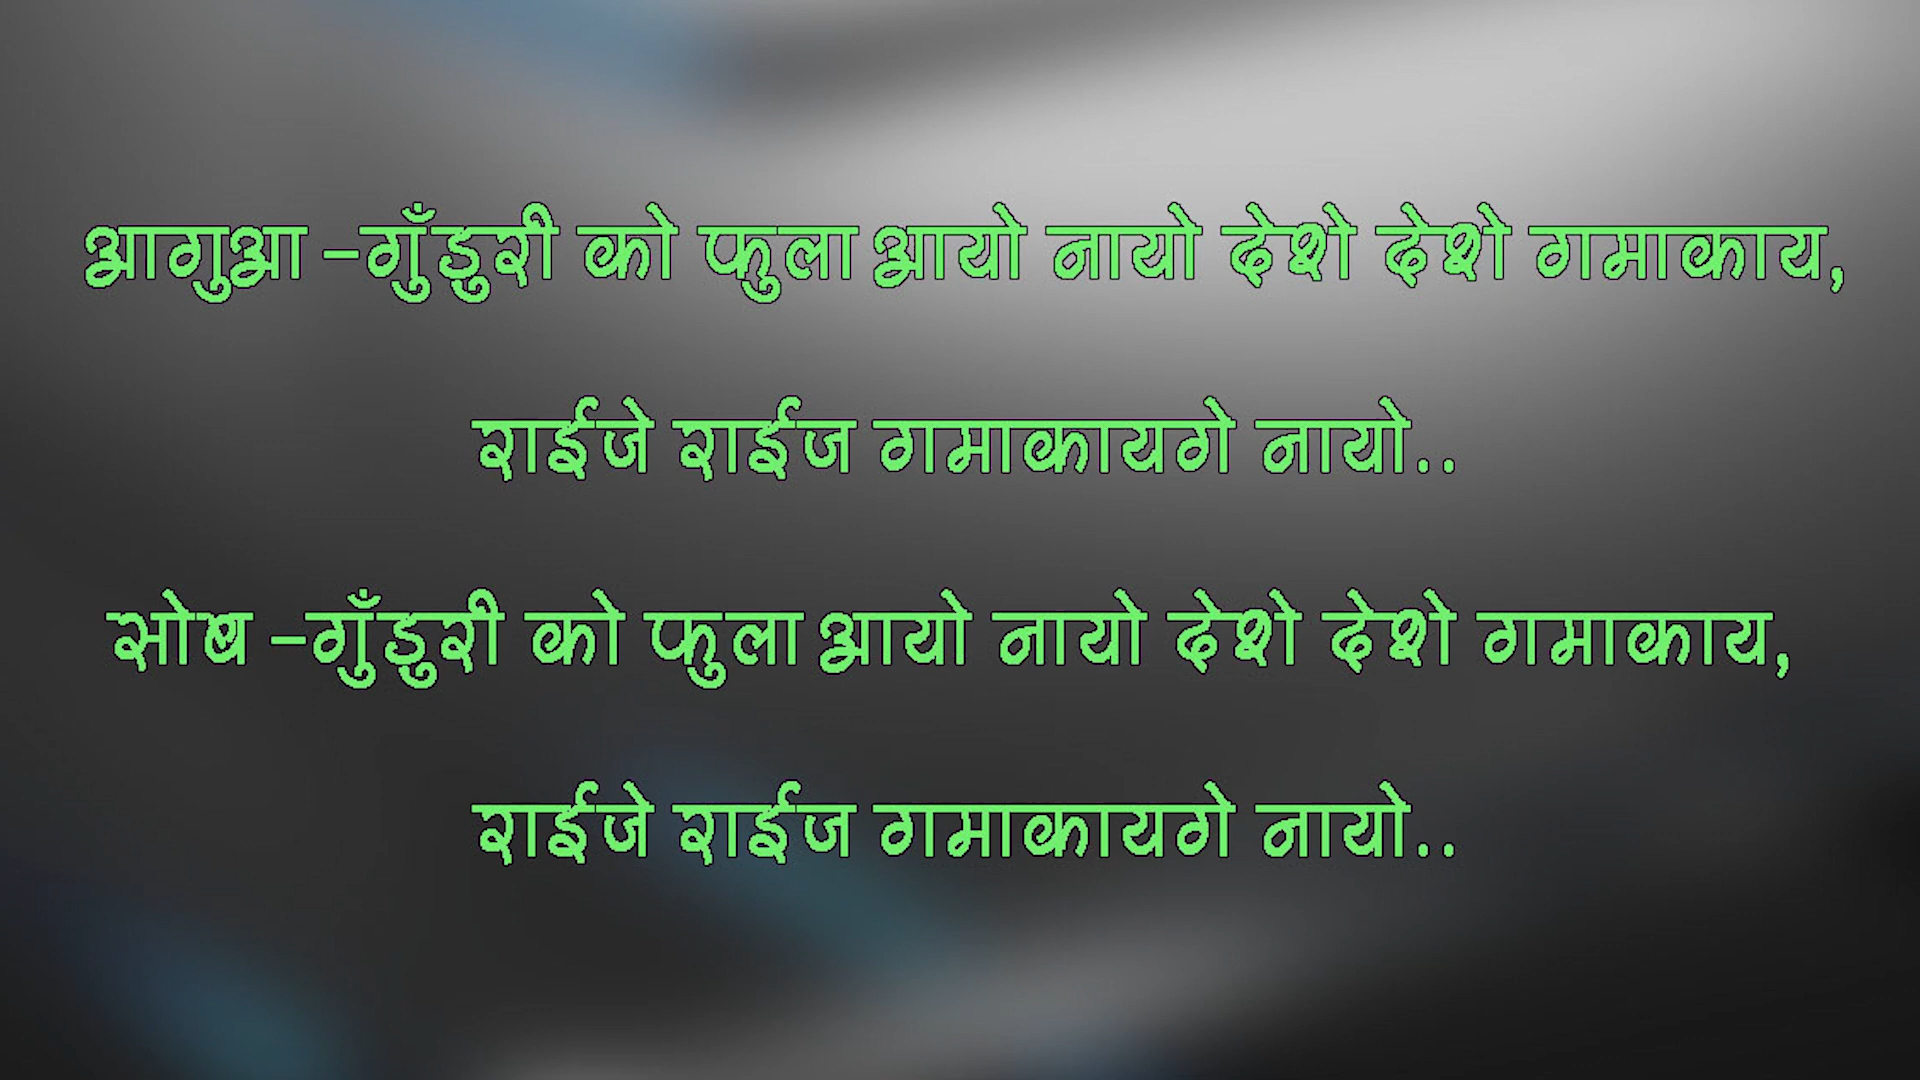 आगुआ -गुँडुरी को फुला आयो नायो देशे देशे गमाकाय,
राईजे राईज गमाकायगे नायो..
सोब -गुँडुरी को फुला आयो नायो देशे देशे गमाकाय,
राईजे राईज गमाकायगे नायो..